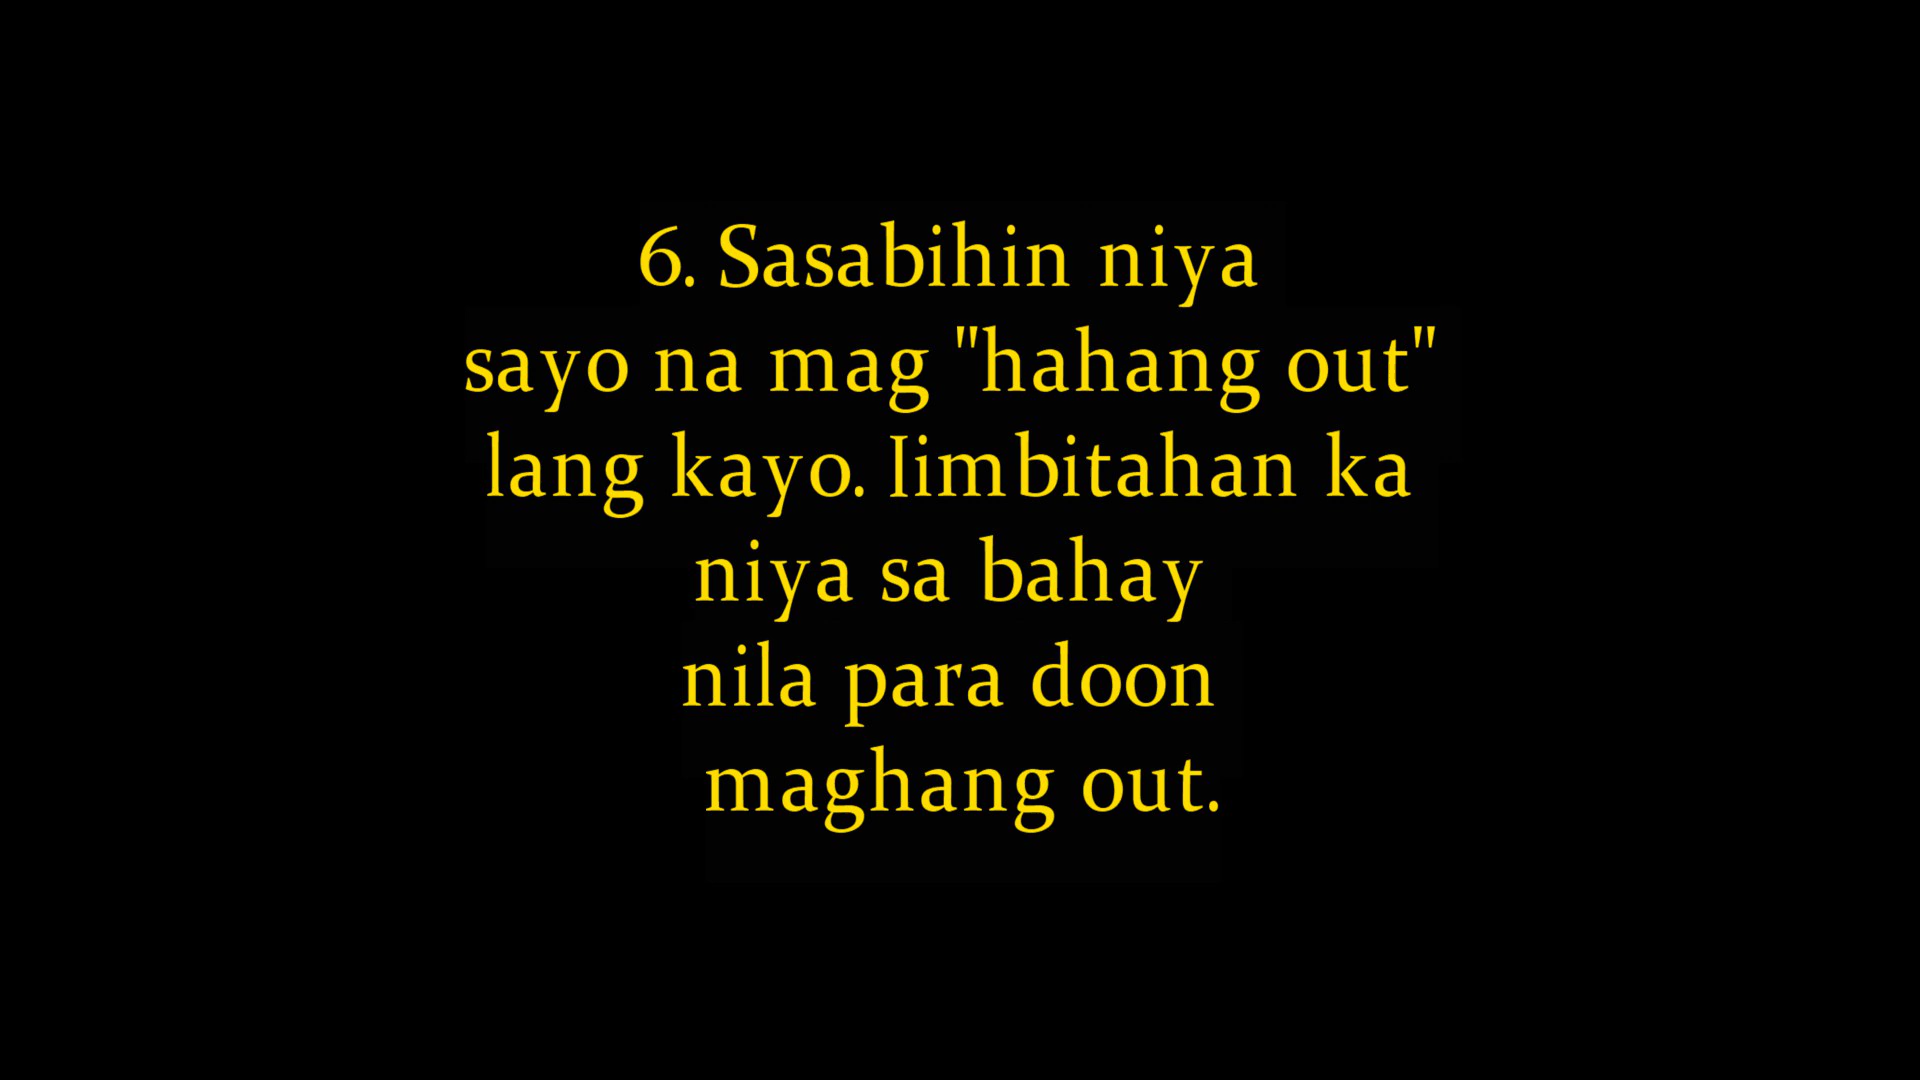 6. Sasabihin niya
sayo na mag "hahang out"
lang kayo. Iimbitahan ka
niya sa bahay
nila para doon
maghang out.